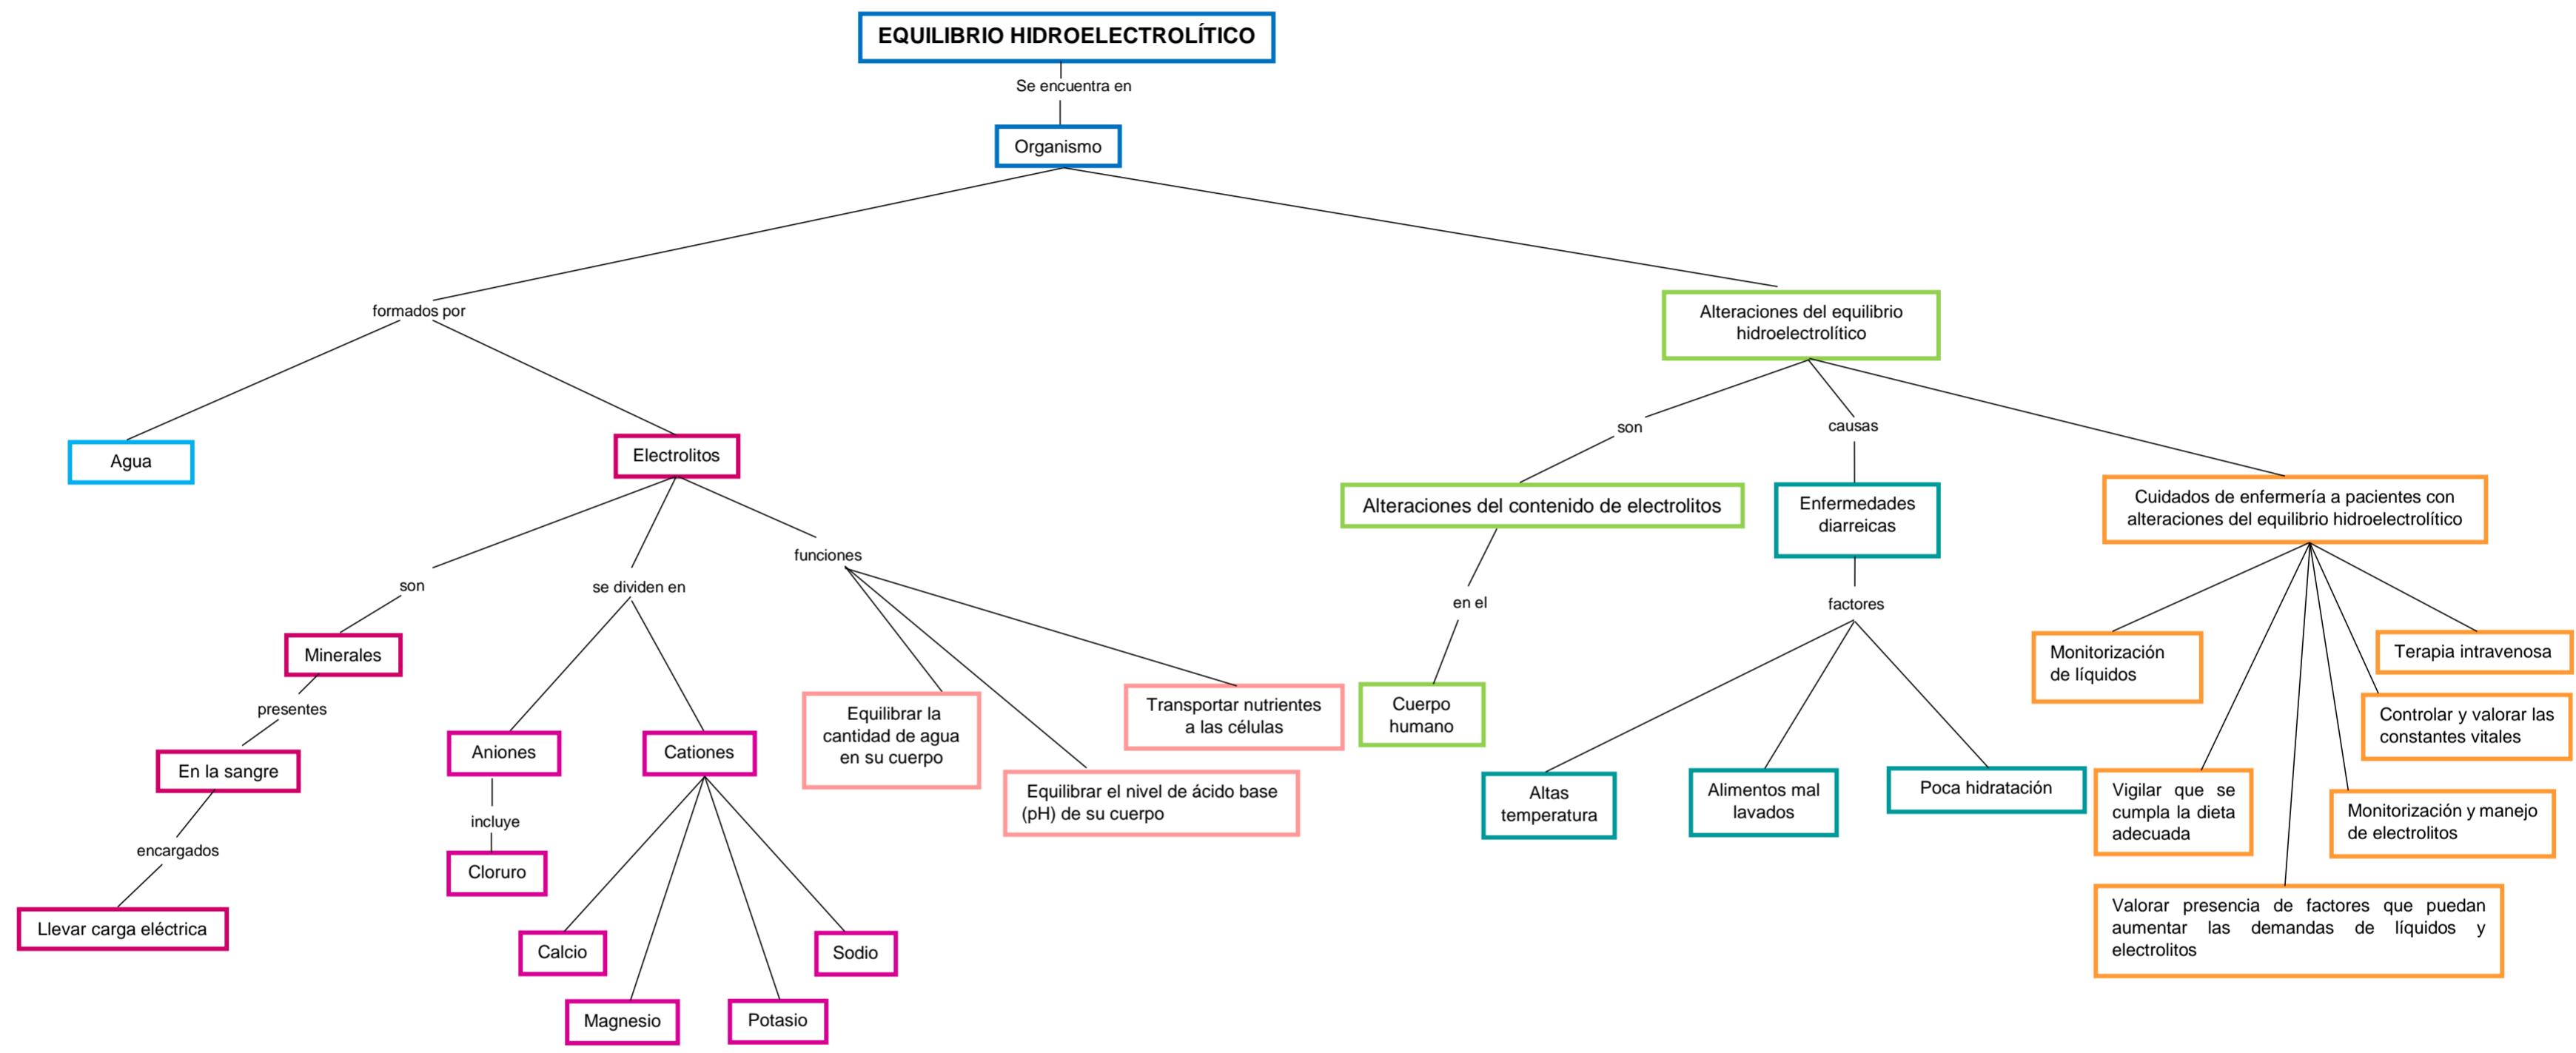 EQUILIBRIO HIDROELECTROLÍTICO
Se encuentra en
Organismo
formados por
Agua
Electrolitos
son
Minerales
presentes
En la sangre
encargados
Llevar carga eléctrica
se dividen en
Aniones
incluye
Cloruro
Cationes
Calcio
Magnesio
Potasio
Sodio
funciones
Equilibrar la
cantidad de agua
en su cuerpo
Equilibrar el nivel de ácido base
(pH) de su cuerpo
Transportar nutrientes
a las células
Alteraciones del equilibrio
hidroelectrolítico
son
Alteraciones del contenido de electrolitos
en el
Cuerpo
humano
causas
Enfermedades
diarreicas
factores
Altas
temperatura
Alimentos mal
lavados
Poca hidratación
Cuidados de enfermería a pacientes con
alteraciones del equilibrio hidroelectrolítico
Monitorización
de líquidos
Vigilar que se
cumpla la dieta
adecuada
Valorar presencia de factores que puedan
aumentar las demandas de líquidos y
electrolitos
Monitorización y manejo
de electrolitos
Controlar y valorar las
constantes vitales
Terapia intravenosa